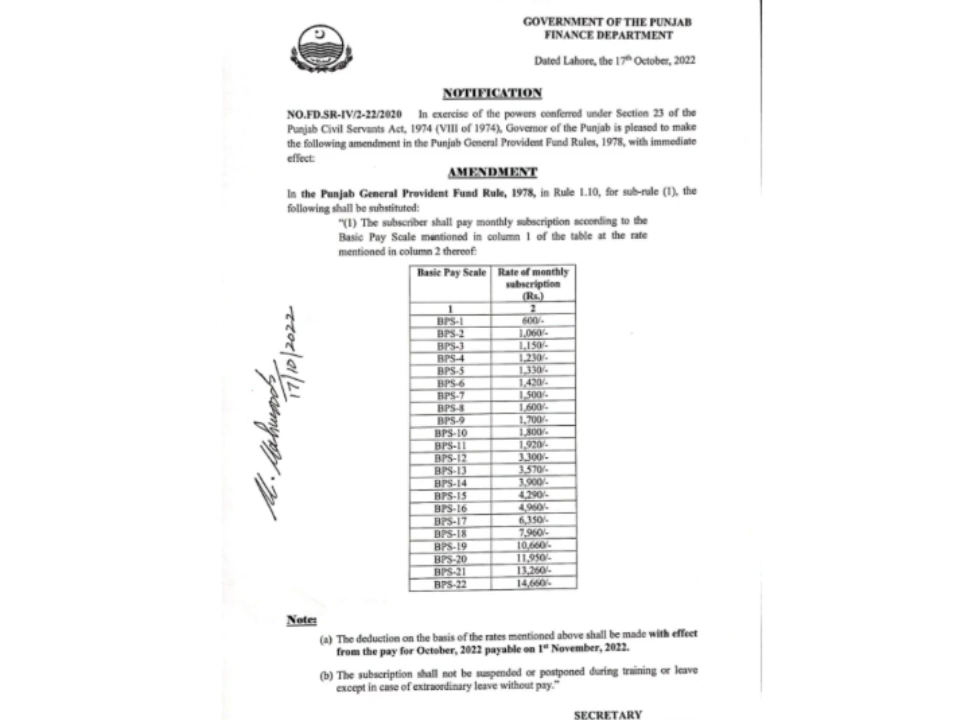 GOVERNMENT OF THE PUNJAB
FINANCE DEPARTMENT
Dated Lahore, the 17th October, 2022
NOTIFICATION
NO.FD.SR-IV/2-22/2020 In exercise of the powers conferred under Section 23 of the
Punjab Civil Servants Act, 1974 (VIII of 1974), Governor of the Punjab is pleased to make
the following amendment in the Punjab General Provident Fund Rules, 1978, with immediate
effect:
AMENDMENT
In the Punjab General Provident Fund Rule, 1978, in Rule 1.10, for sub-rule (1), the
following shall be substituted:
"(1) The subscriber shall pay monthly subscription according to the
Basic Pay Scale mentioned in column 1 of the table at the rate
mentioned in column 2 thereof:
Basic Pay Scale Rate of monthly
subscription
(Rs.)
1 2
BPS-1 600/-
BPS-2 1,060/-
BPS-3 1,150/-
BPS-4 1,230/-
BPS-5 1,330/-
BPS-6 1,420/-
BPS-7 1,500/-
BPS-8 1,600/-
BPS-9 1,700/-
BPS-10 1,800/-
BPS-11 1,920/-
BPS-12 3,300/-
BPS-13 3,570/-
BPS-14 3,900/-
BPS-15 4,290/-
BPS-16 4,960/-
BPS-17 6,350/-
BPS-18 7,960/-
BPS-19 10,660/-
BPS-20 11,950/-
BPS-21 13,260/-
BPS-22 14,660/-
17/10/2022
Note:
(a) The deduction on the basis of the rates mentioned above shall be made with effect
from the pay for October, 2022 payable on 1st November, 2022.
(b) The subscription shall not be suspended or postponed during training or leave
except in case of extraordinary leave without pay."
SECRETARY